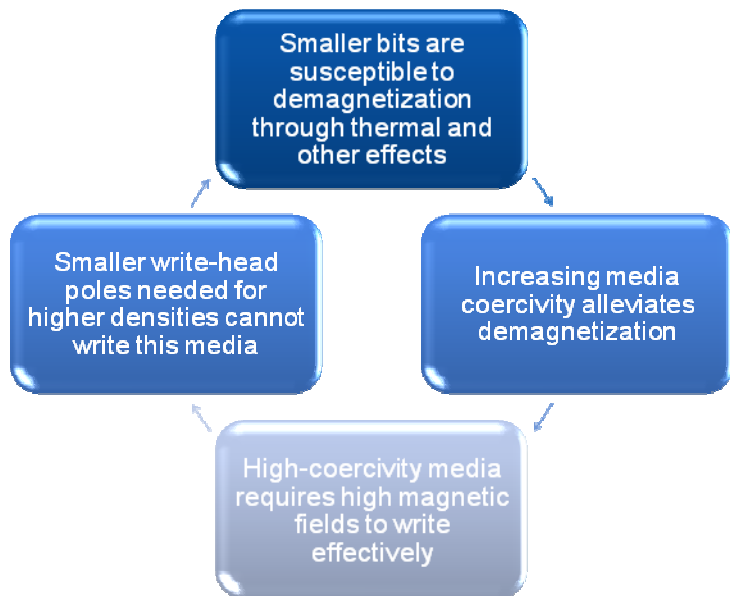 Smaller bits are
susceptible to
demagnetization
through thermal and
other effects
Increasing media
coercivity alleviates
demagnetization
High-coercivity media
requires high magnetic
fields to write
effectively
Smaller write-head
poles needed for
higher densities cannot
write this media